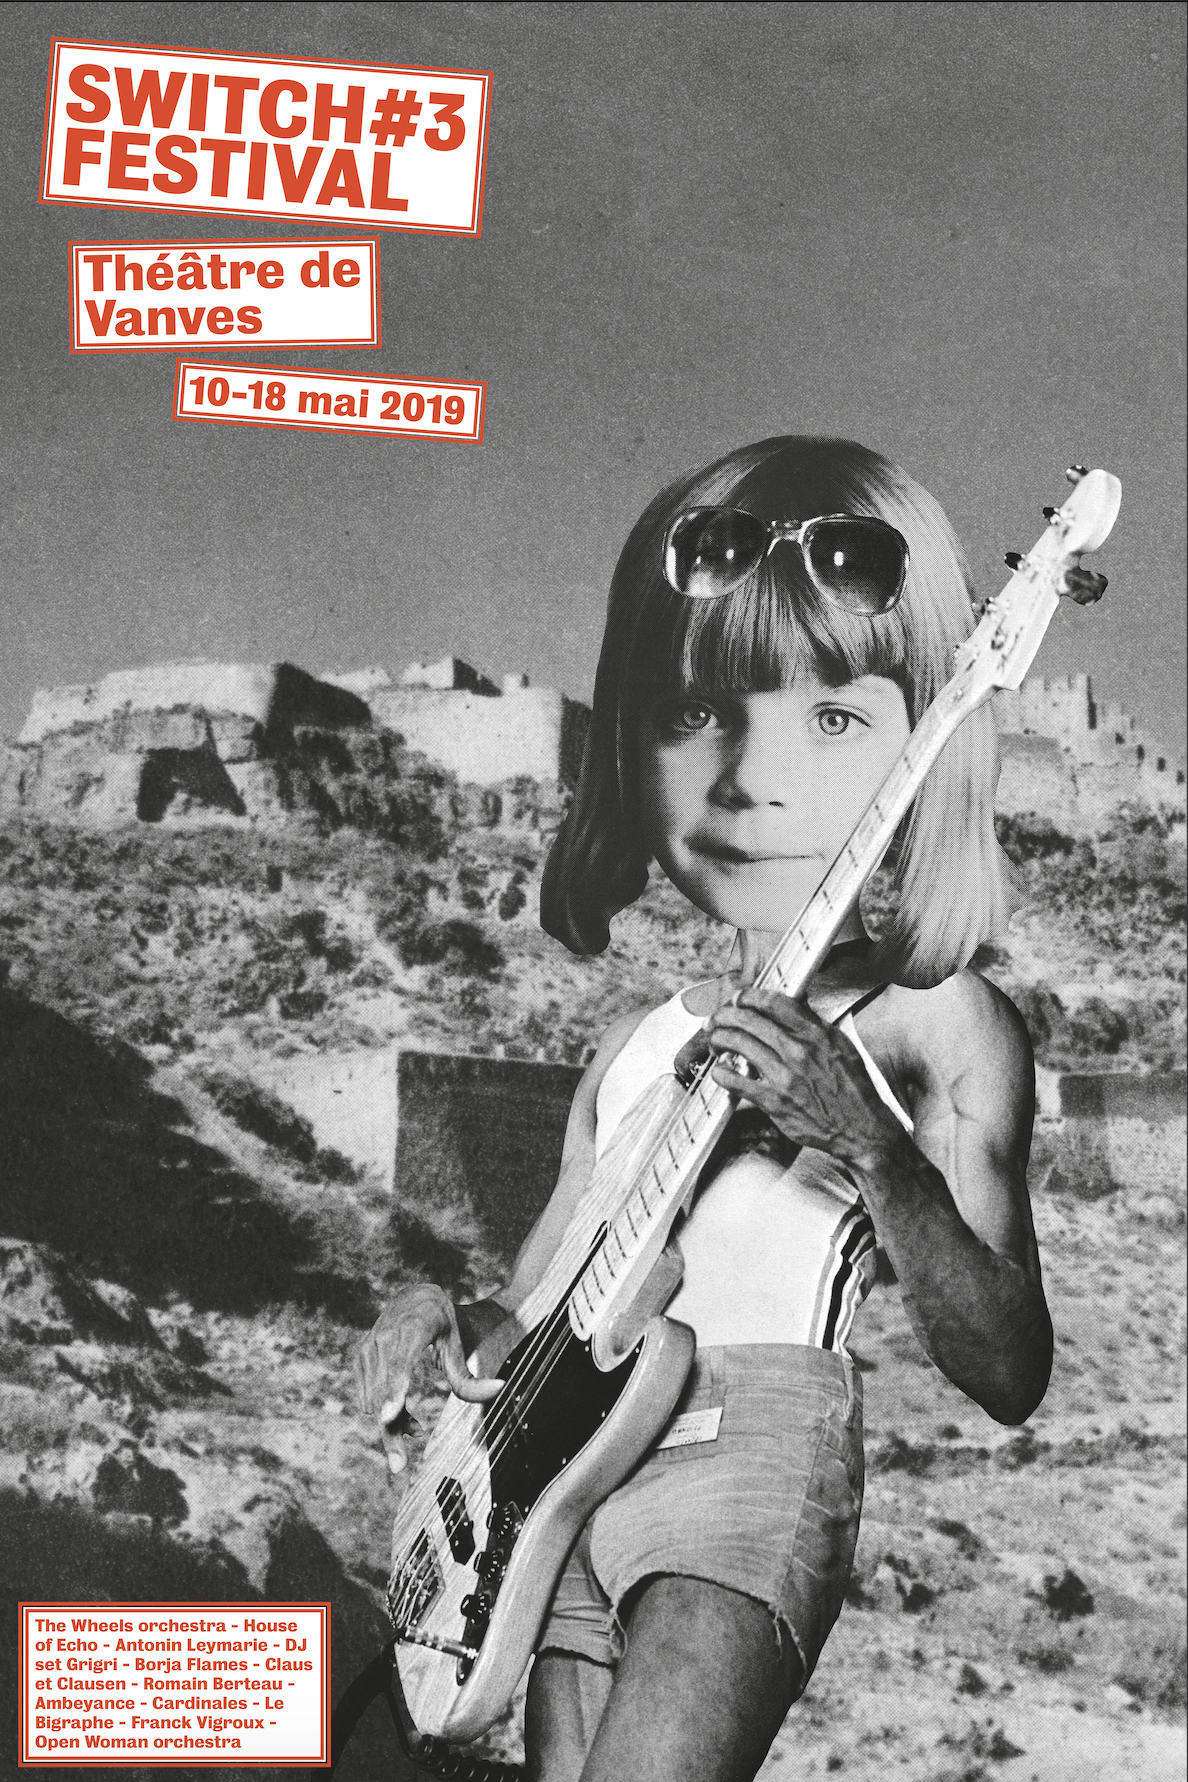 SWITCH#3
FESTIVAL
Théâtre de
Vanves
10-18 mai 2019
The Wheels orchestra - House
of Echo - Antonin Leymarie - DJ
set Grigri - Borja Flames - Claus
et Clausen - Romain Berteau -
Ambeyance - Cardinales - Le
Bigraphe - Franck Vigroux -
Open Woman orchestra